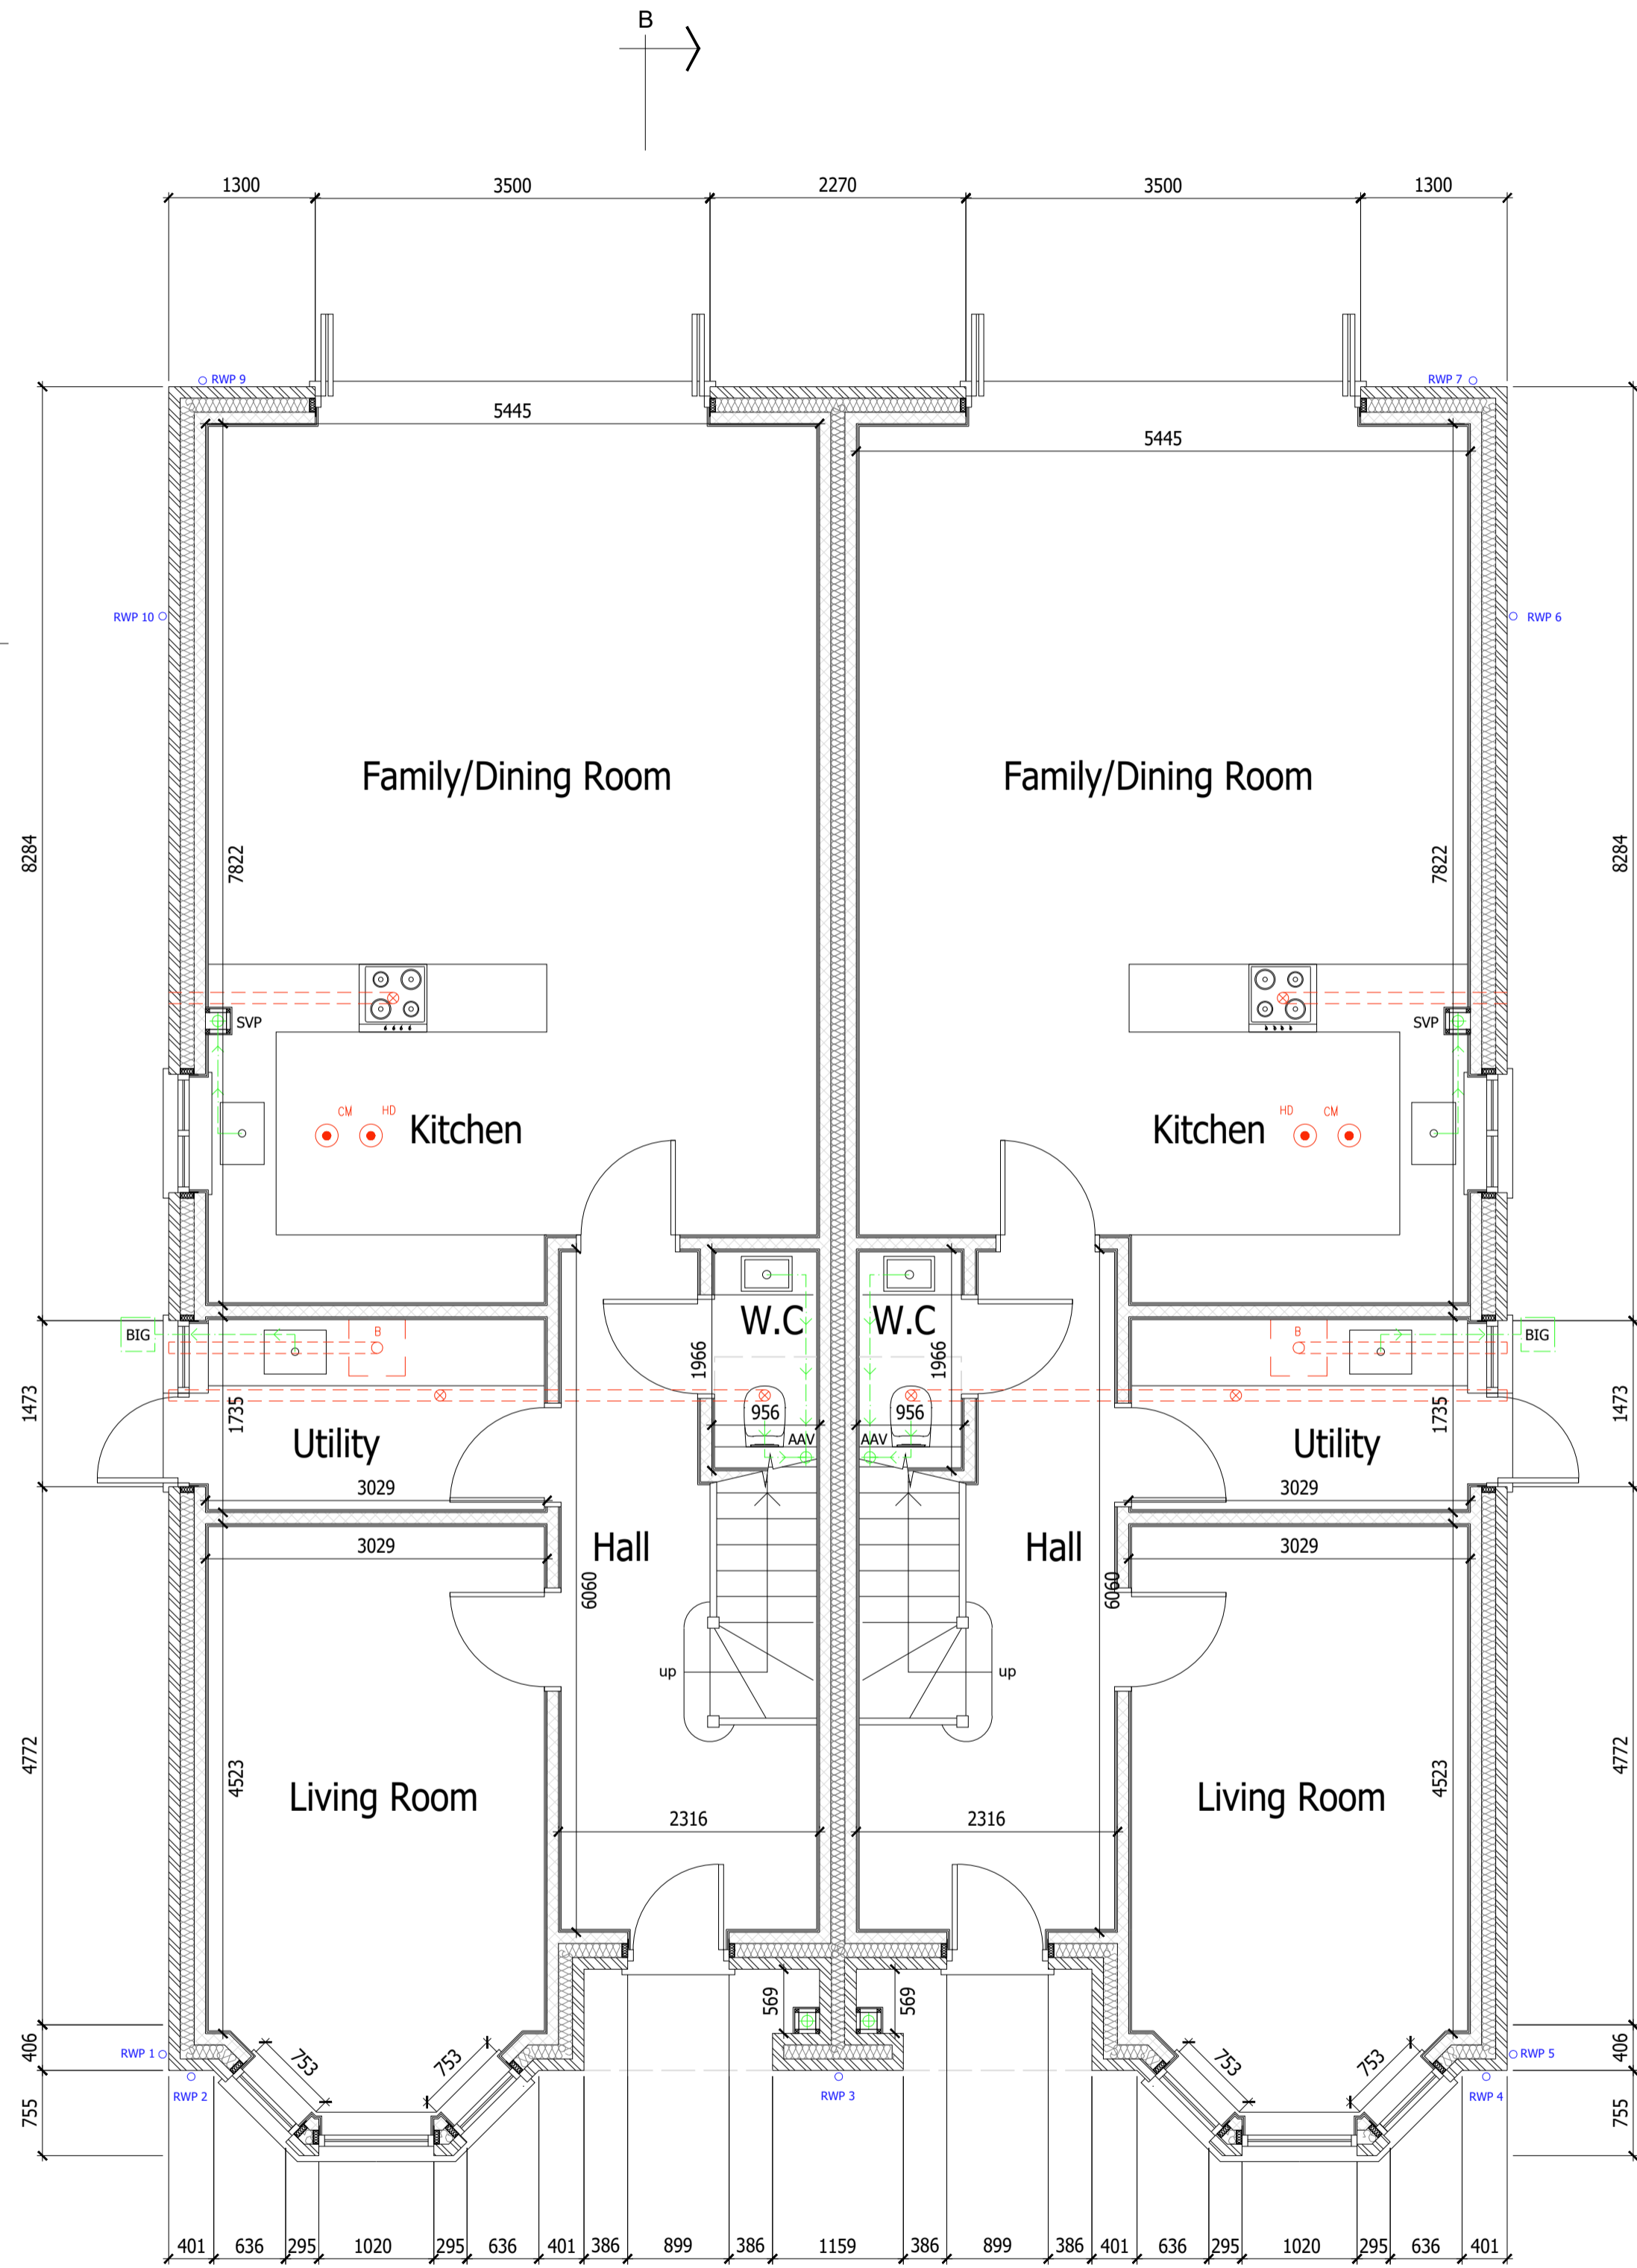 B
1300 3500 2270 3500 1300
RWP 9 RWP 7
5445
5445
RWP 10 RWP 6
Family/Dining Room Family/Dining Room
8284 7822 7822 8284
SVP SVP
CM HD HD CM
Kitchen Kitchen
B B
W.C W.C
BIG BIG
1966 1966
1473 1735 956 956 1735 1473
AAV AAV
Utility Utility
3029 3029
3029 Hall Hall 3029
6060 6060
up up
4772 4523 4523 4772
Living Room Living Room
2316 2316
569 569
406 406
RWP 1 753 753 753 753 RWP 5
RWP 2 RWP 3 RWP 4
755 755
401 636 295 1020 295 636 401 386 899 386 1159 386 899 386 401 636 295 1020 295 636 401